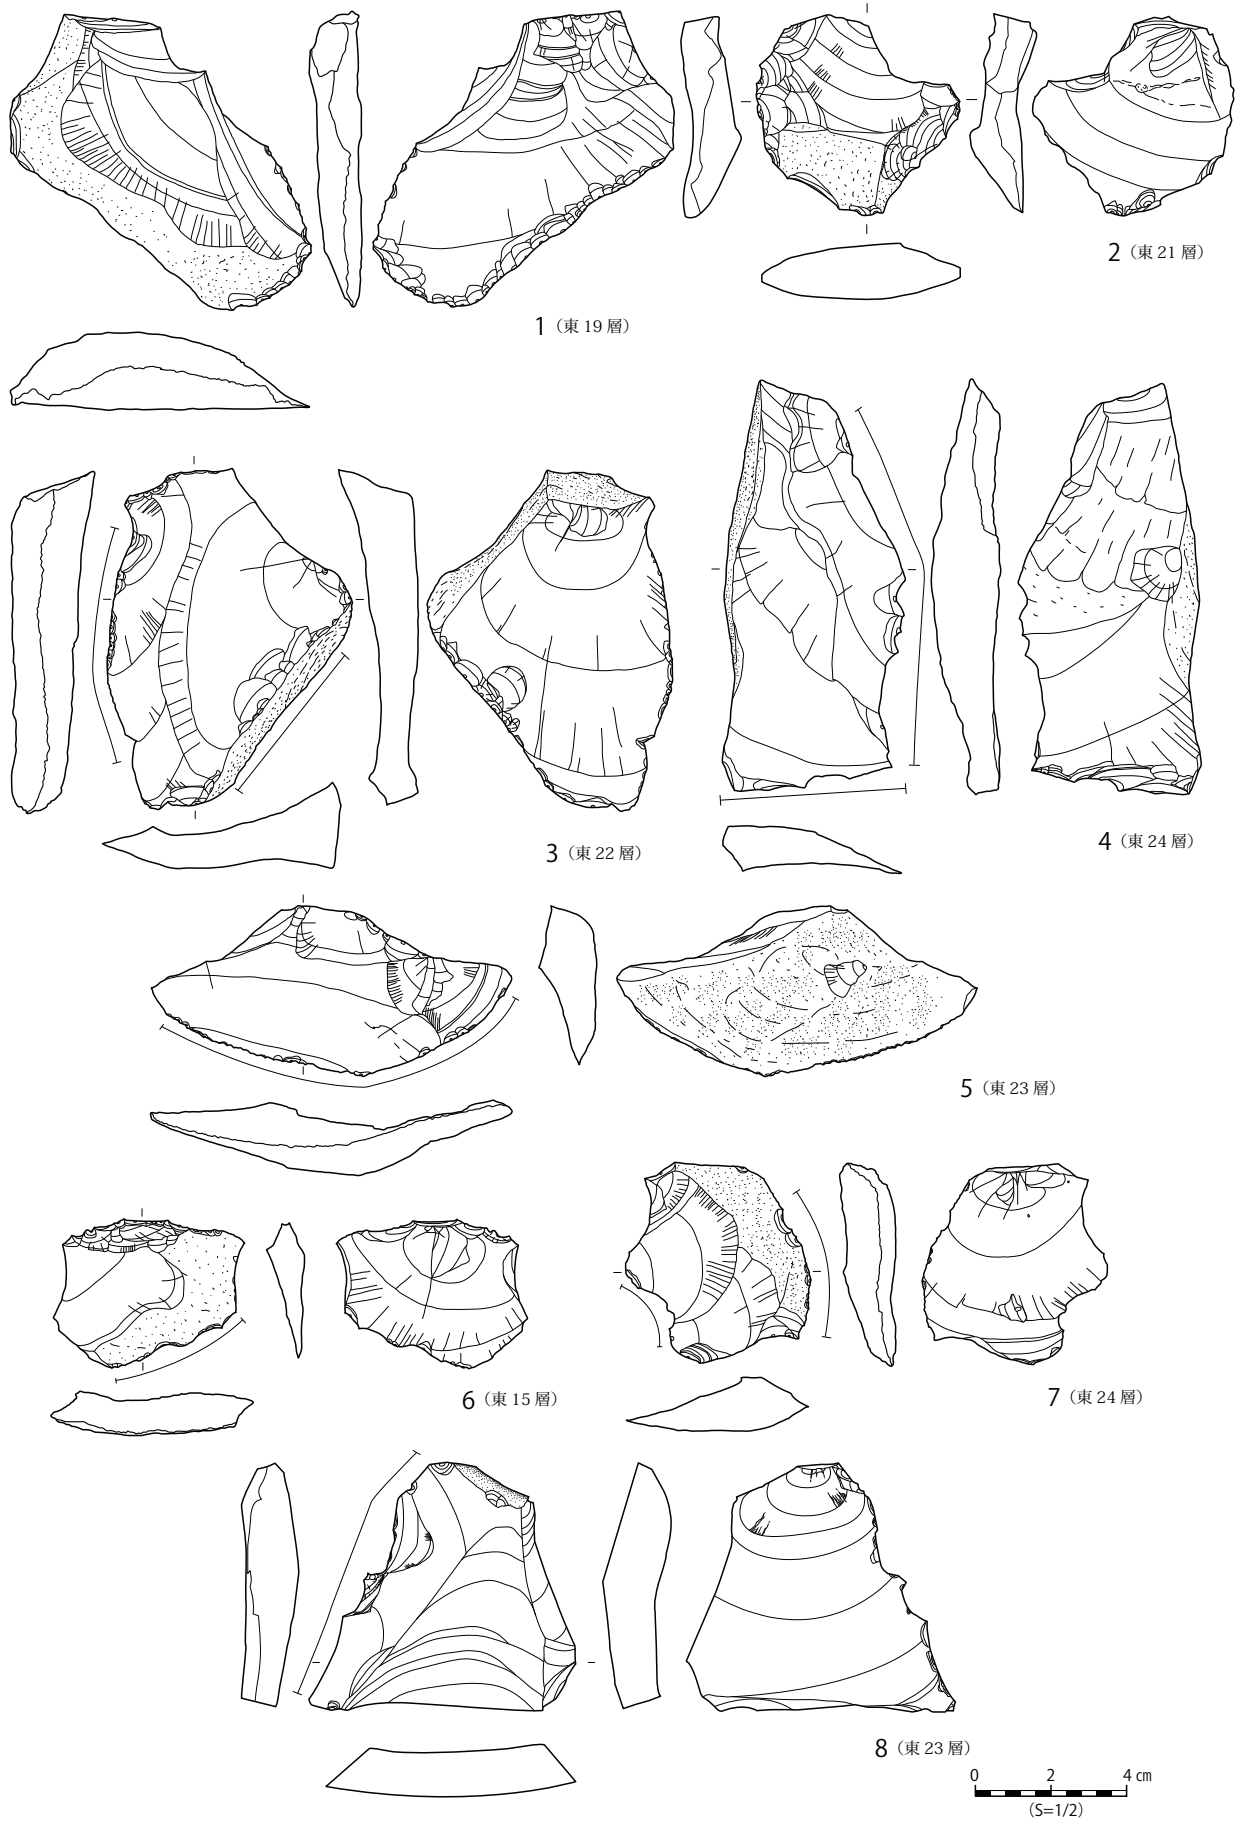 1（東 19 層）
2（東 21 層）
3（東 22 層）
4（東 24 層）
5（東 23 層）
6（東 15 層）
7（東 24 層）
8（東 23 層）
0 2 4 ㎝
（S=1/2）